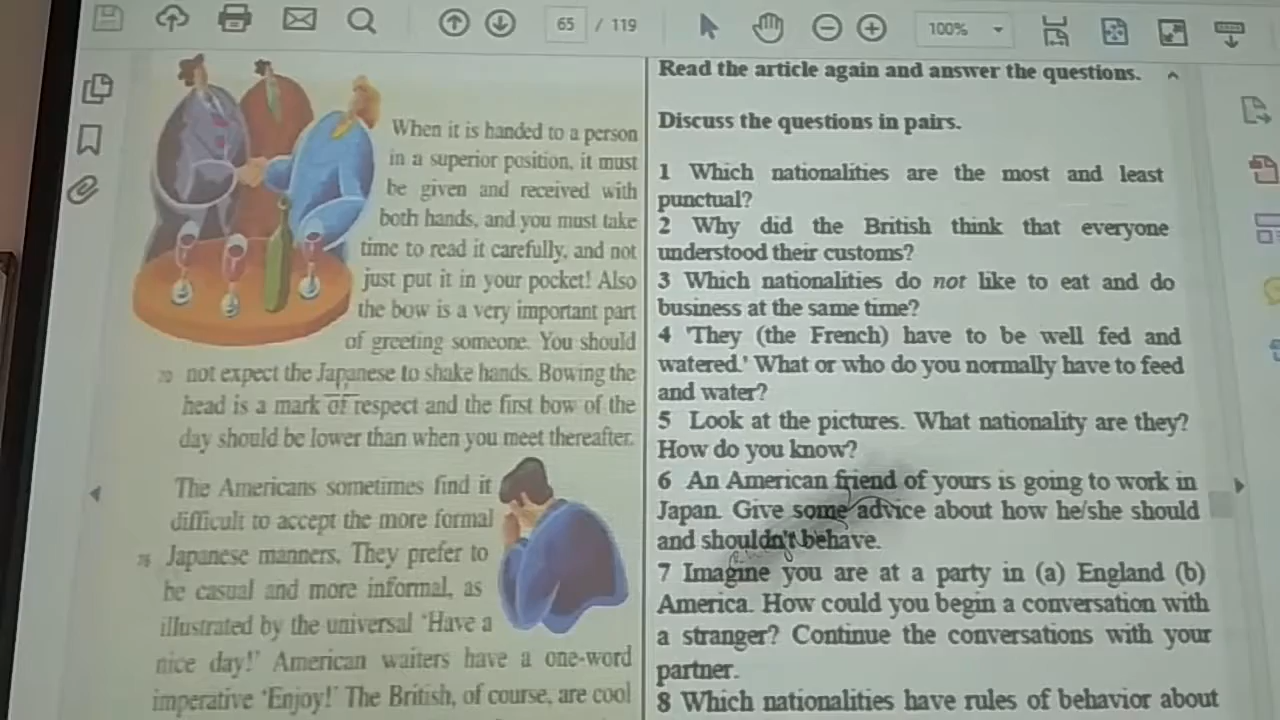 65 / 119
100%
When it is handed to a person
in a superior position, it must
be given and received with
both hands, and you must take
time to read it carefully, and not
just put it in your pocket! Also
the bow is a very important part
of greeting someone. You should
70 not expect the Japanese to shake hands. Bowing the
head is a mark of respect and the first bow of the
day should be lower than when you meet thereafter.
The Americans sometimes find it
difficult to accept the more formal
75 Japanese manners. They prefer to
be casual and more informal, as
illustrated by the universal 'Have a
nice day!' American waiters have a one-word
imperative 'Enjoy!' The British, of course, are cool
Read the article again and answer the questions.
Discuss the questions in pairs.
1 Which nationalities are the most and least
punctual?
2 Why did the British think that everyone
understood their customs?
3 Which nationalities do not like to eat and do
business at the same time?
4 'They (the French) have to be well fed and
watered.' What or who do you normally have to feed
and water?
5 Look at the pictures. What nationality are they?
How do you know?
6 An American friend of yours is going to work in
Japan. Give some advice about how he/she should
and shouldn't behave.
7 Imagine you are at a party in (a) England (b)
America. How could you begin a conversation with
a stranger? Continue the conversations with your
partner.
8 Which nationalities have rules of behavior about